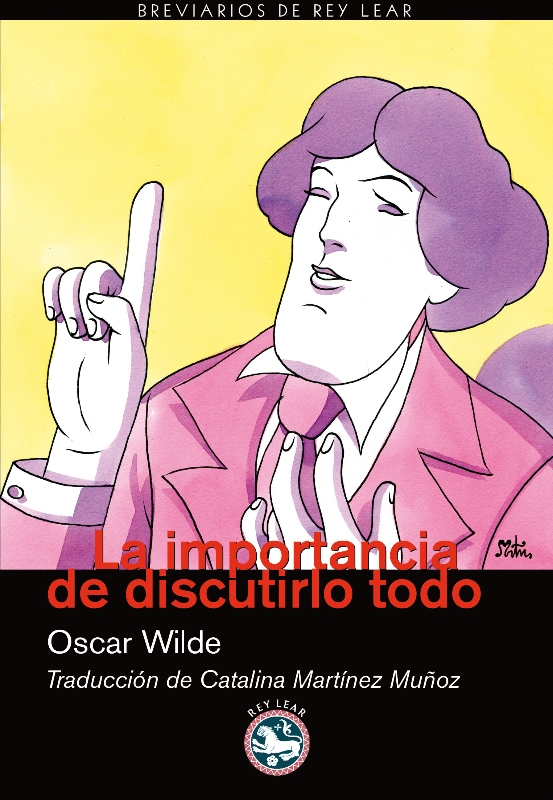 BREVIARIOS DE REY LEAR
La importancia
de discutirlo todo
Oscar Wilde
Traducción de Catalina Martínez Muñoz
REY LEAR